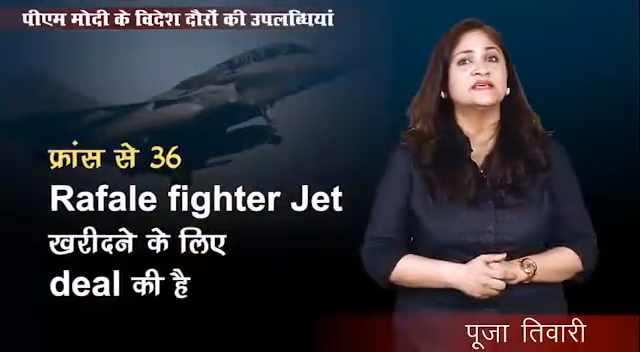 पीएम मोदी के विदेश दौरों की उपलब्धियां
फ्रांस से 36
Rafale fighter Jet
खरीदने के लिए
deal की है
पूजा तिवारी